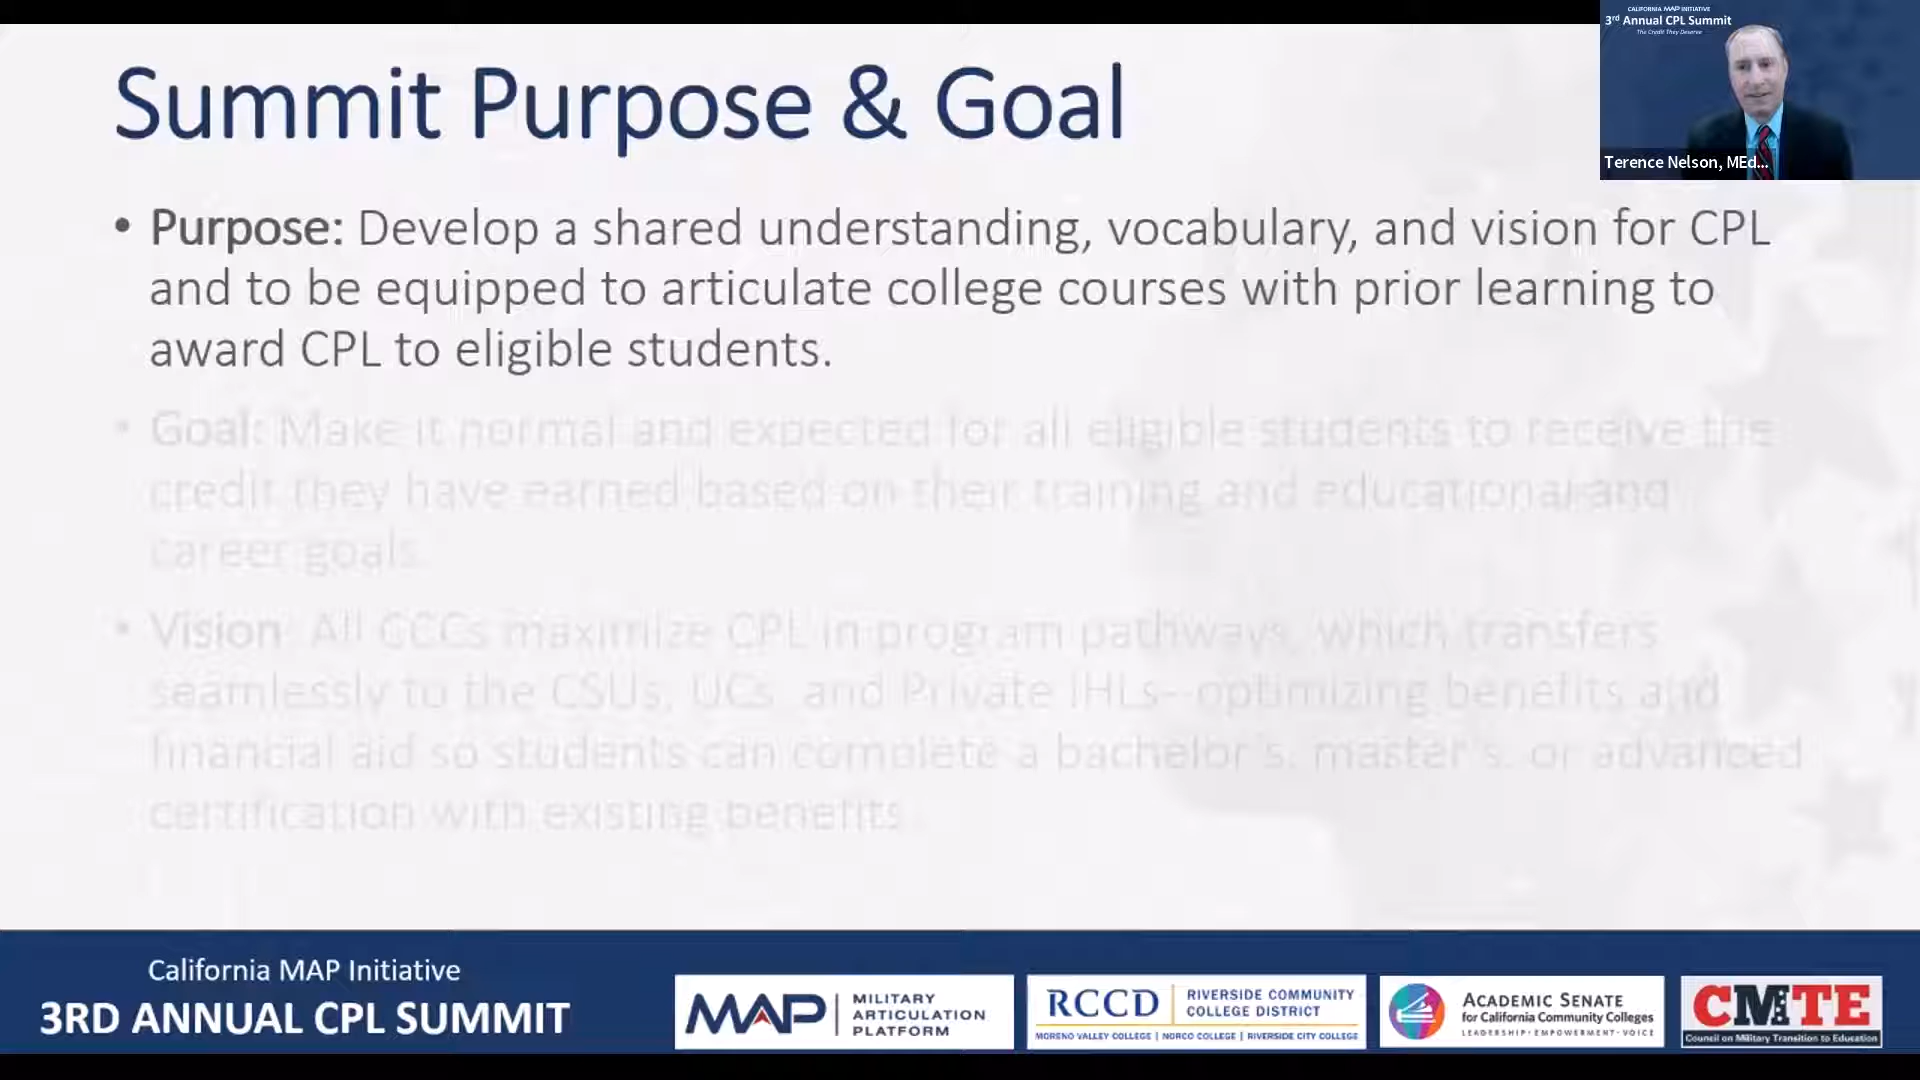 CALIFORNIA MAP INITIATIVE
3rd Annual CPL Summit
The Credit They Deserve
Terence Nelson, MEd...
Summit Purpose & Goal
• Purpose: Develop a shared understanding, vocabulary, and vision for CPL
and to be equipped to articulate college courses with prior learning to
award CPL to eligible students.
• Goal: Make it normal and expected for all eligible students to receive the
credit they have earned based on their training and educational and
career goals.
• Vision: All CCCs maximize CPL in program pathways, which transfers
seamlessly to the CSUs, UCs, and Private IHLs--optimizing benefits and
financial aid so students can complete a bachelor's, master's, or advanced
certification with existing benefits
California MAP Initiative
3RD ANNUAL CPL SUMMIT
MAP | MILITARY
ARTICULATION
PLATFORM
RCCD | RIVERSIDE COMMUNITY
COLLEGE DISTRICT
MORENO VALLEY COLLEGE | NORCO COLLEGE | RIVERSIDE CITY COLLEGE
ACADEMIC SENATE
for California Community Colleges
LEADERSHIP · EMPOWERMENT · VOICE
CMTE
Council on Military Transition to Education